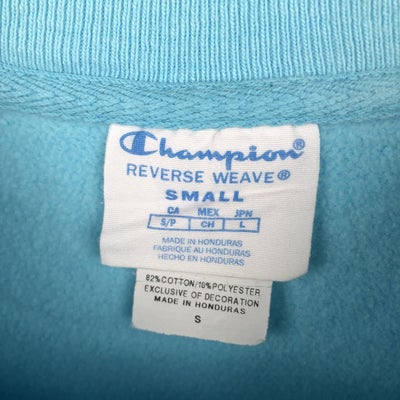 Champion®
REVERSE WEAVE®
SMALL
CA MEX JPN
S/P CH L
MADE IN HONDURAS
FABRIQUÉ AU HONDURAS
HECHO EN HONDURAS
82%COTTON/18%POLYESTER
EXCLUSIVE OF DECORATION
MADE IN HONDURAS
S